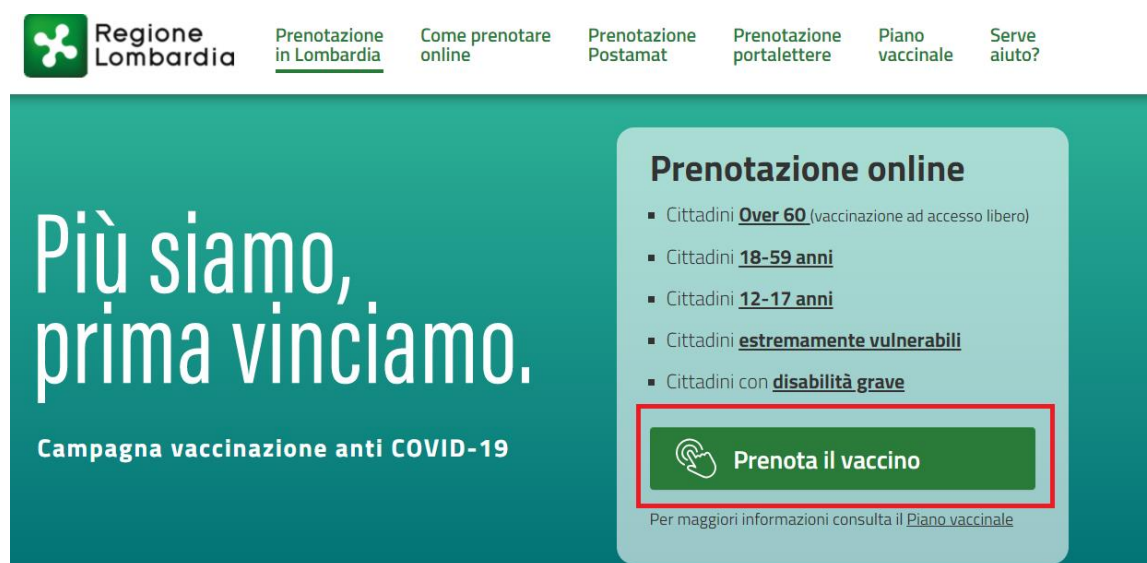 Regione
Lombardia
Prenotazione
in Lombardia
Come prenotare
online
Prenotazione
Postamat
Prenotazione
portalettere
Piano
vaccinale
Serve
aiuto?
Più siamo,
prima vinciamo.
Campagna vaccinazione anti COVID-19
Prenotazione online
Cittadini Over 60 (vaccinazione ad accesso libero)
Cittadini 18-59 anni
Cittadini 12-17 anni
Cittadini estremamente vulnerabili
Cittadini con disabilità grave
Prenota il vaccino
Per maggiori informazioni consulta il Piano vaccinale